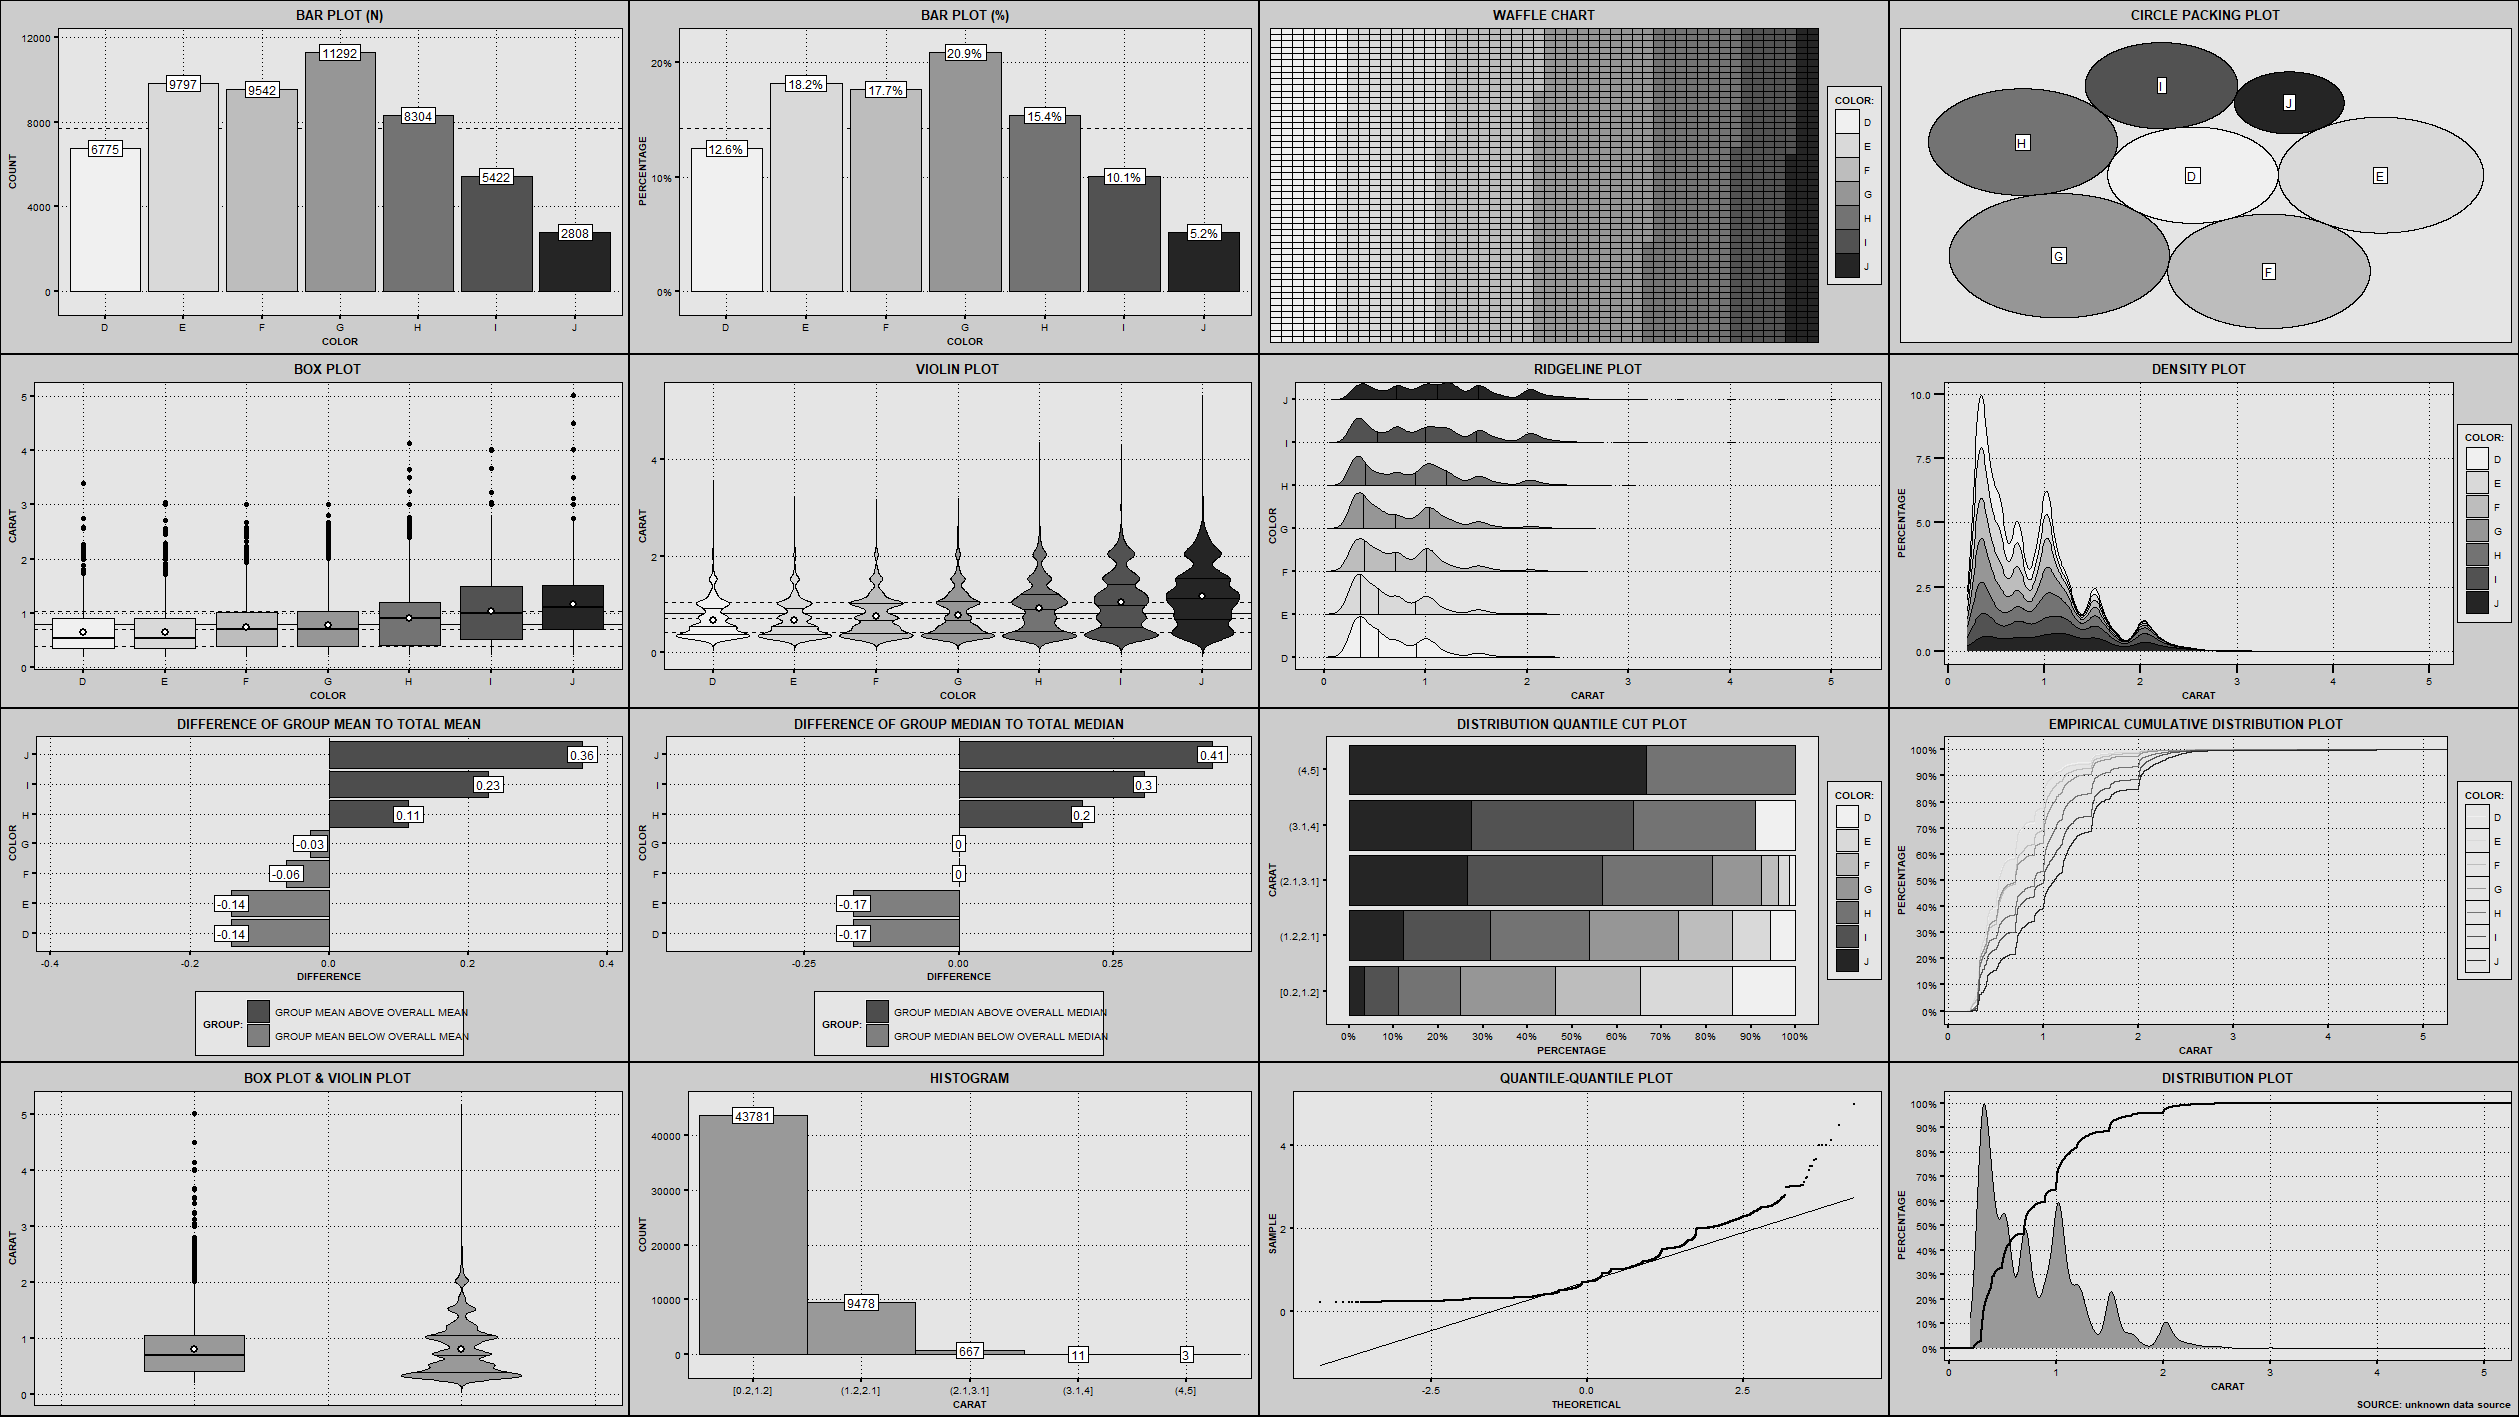 BAR PLOT (N)
12000
8000
4000
0
COUNT
6775
9797
9542
11292
8304
5422
2808
D E F G H I J
COLOR
BAR PLOT (%)
20%
10%
0%
PERCENTAGE
12.6%
18.2%
17.7%
20.9%
15.4%
10.1%
5.2%
D E F G H I J
COLOR
WAFFLE CHART
COLOR:
D
E
F
G
H
I
J
CIRCLE PACKING PLOT
I
J
H
D
E
G
F
BOX PLOT
5
4
3
2
1
0
CARAT
D E F G H I J
COLOR
VIOLIN PLOT
4
2
0
CARAT
D E F G H I J
COLOR
RIDGELINE PLOT
J
I
H
G
F
E
D
COLOR
0 1 2 3 4 5
CARAT
DENSITY PLOT
10.0
7.5
5.0
2.5
0.0
PERCENTAGE
0 1 2 3 4 5
CARAT
COLOR:
D
E
F
G
H
I
J
DIFFERENCE OF GROUP MEAN TO TOTAL MEAN
J
I
H
G
F
E
D
COLOR
0.36
0.23
0.11
-0.03
-0.06
-0.14
-0.14
-0.4 -0.2 0.0 0.2 0.4
DIFFERENCE
GROUP:
GROUP MEAN ABOVE OVERALL MEAN
GROUP MEAN BELOW OVERALL MEAN
DIFFERENCE OF GROUP MEDIAN TO TOTAL MEDIAN
J
I
H
G
F
E
D
COLOR
0.41
0.3
0.2
0
0
-0.17
-0.17
-0.25 0.00 0.25
DIFFERENCE
GROUP:
GROUP MEDIAN ABOVE OVERALL MEDIAN
GROUP MEDIAN BELOW OVERALL MEDIAN
DISTRIBUTION QUANTILE CUT PLOT
(4,5]
(3.1,4]
(2.1,3.1]
(1.2,2.1]
[0.2,1.2]
CARAT
0% 10% 20% 30% 40% 50% 60% 70% 80% 90% 100%
PERCENTAGE
COLOR:
D
E
F
G
H
I
J
EMPIRICAL CUMULATIVE DISTRIBUTION PLOT
100%
90%
80%
70%
60%
50%
40%
30%
20%
10%
0%
PERCENTAGE
0 1 2 3 4 5
CARAT
COLOR:
D
E
F
G
H
I
J
BOX PLOT & VIOLIN PLOT
5
4
3
2
1
0
CARAT
HISTOGRAM
40000
30000
20000
10000
0
COUNT
43781
9478
667
11
3
[0.2,1.2] (1.2,2.1] (2.1,3.1] (3.1,4] (4,5]
CARAT
QUANTILE-QUANTILE PLOT
4
2
0
SAMPLE
-2.5 0.0 2.5
THEORETICAL
DISTRIBUTION PLOT
100%
90%
80%
70%
60%
50%
40%
30%
20%
10%
0%
PERCENTAGE
0 1 2 3 4 5
CARAT
SOURCE: unknown data source